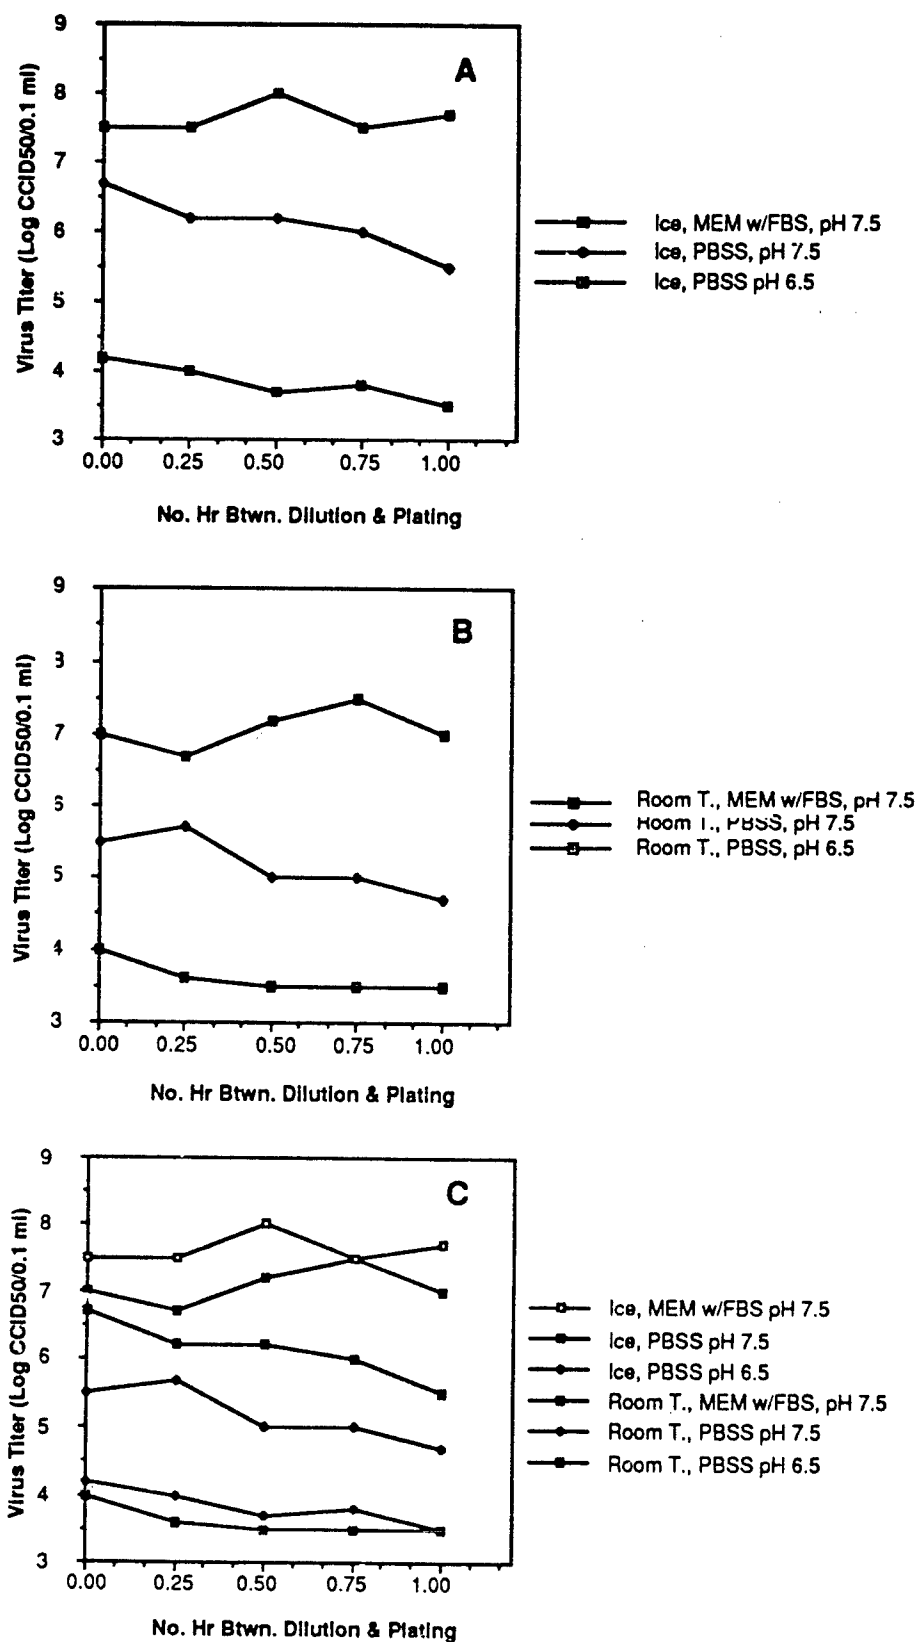 A
9
8
7
6
5
4
3
Virus Titer (Log CCID50/0.1 ml)
0.00 0.25 0.50 0.75 1.00
No. Hr Btwn. Dilution & Plating
Ice, MEM w/FBS, pH 7.5
Ice, PBSS, pH 7.5
Ice, PBSS pH 6.5
B
9
8
7
6
5
4
3
Virus Titer (Log CCID50/0.1 ml)
0.00 0.25 0.50 0.75 1.00
No. Hr Btwn. Dilution & Plating
Room T., MEM w/FBS, pH 7.5
Room T., PBSS, pH 7.5
Room T., PBSS, pH 6.5
C
9
8
7
6
5
4
3
Virus Titer (Log CCID50/0.1 ml)
0.00 0.25 0.50 0.75 1.00
No. Hr Btwn. Dilution & Plating
Ice, MEM w/FBS pH 7.5
Ice, PBSS pH 7.5
Ice, PBSS pH 6.5
Room T., MEM w/FBS, pH 7.5
Room T., PBSS pH 7.5
Room T., PBSS pH 6.5